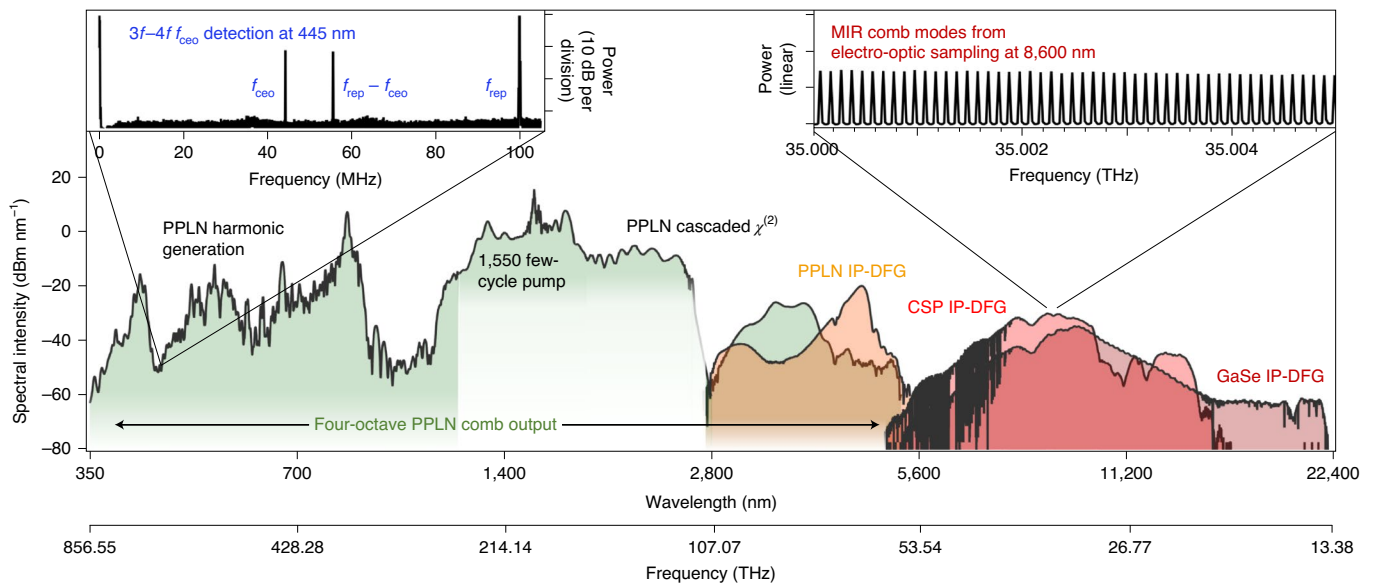 3f–4f fceo detection at 445 nm
fceo
frep – fceo
frep
Power
(10 dB per
division)
0
20
40
60
80
100
Frequency (MHz)
MIR comb modes from
electro-optic sampling at 8,600 nm
Power
(linear)
35.000
35.002
35.004
Frequency (THz)
Spectral intensity (dBm nm⁻¹)
20
0
–20
–40
–60
–80
PPLN harmonic
generation
1,550 few-
cycle pump
PPLN cascaded χ⁽²⁾
PPLN IP-DFG
CSP IP-DFG
GaSe IP-DFG
Four-octave PPLN comb output
350
700
1,400
2,800
5,600
11,200
22,400
Wavelength (nm)
856.55
428.28
214.14
107.07
53.54
26.77
13.38
Frequency (THz)